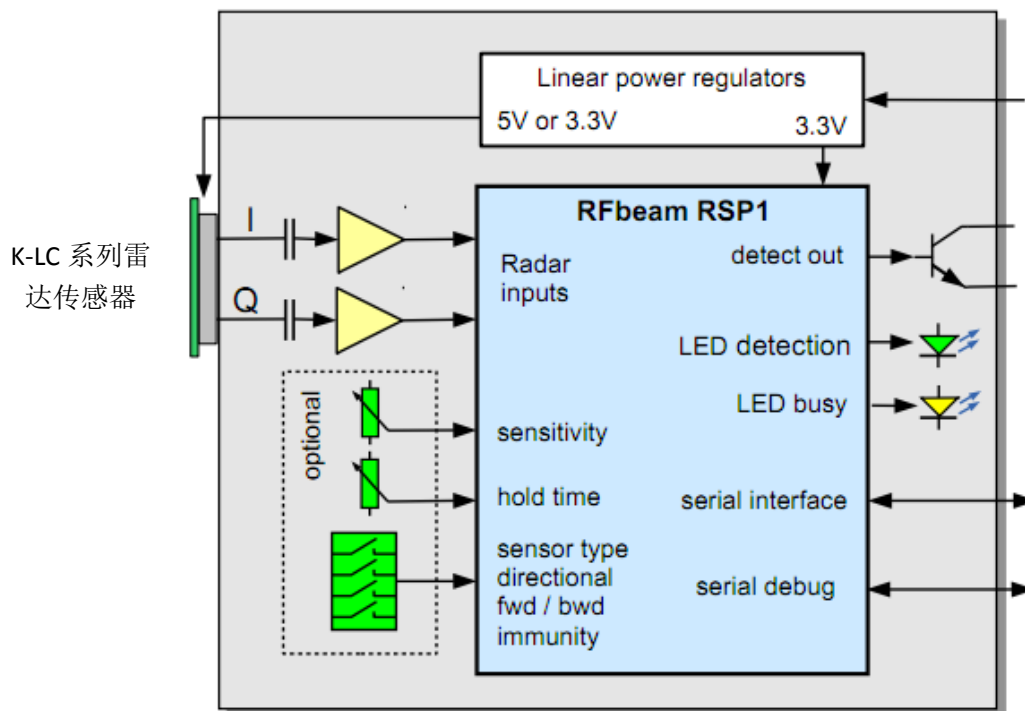 Linear power regulators
5V or 3.3V
3.3V
K-LC 系列雷
达传感器
I
Q
RFbeam RSP1
Radar
inputs
detect out
LED detection
LED busy
optional
sensitivity
hold time
sensor type
directional
fwd / bwd
immunity
serial interface
serial debug